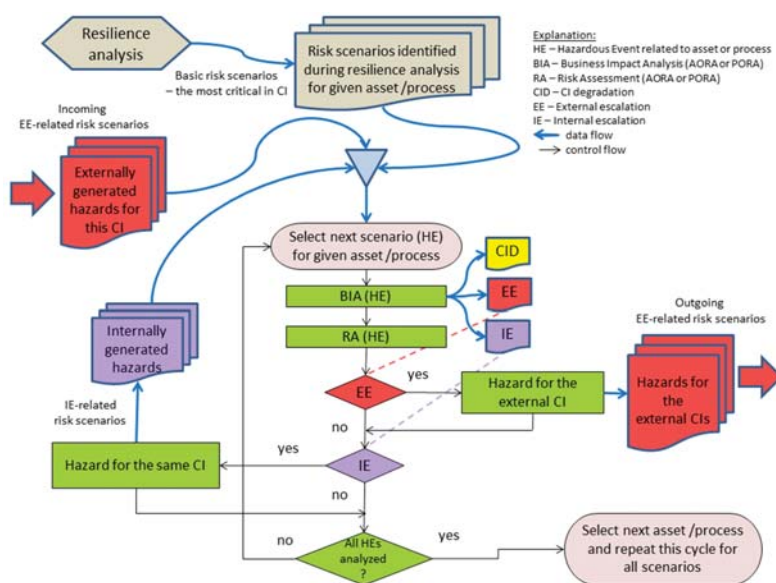 Resilience
analysis
Risk scenarios identified
during resilience analysis
for given asset/process
Basic risk scenarios
– the most critical in CI
Explanation:
HE – Hazardous Event related to asset or process
BIA – Business Impact Analysis (AORA or PORA)
RA – Risk Assessment (AORA or PORA)
CID – CI degradation
EE – External escalation
IE – Internal escalation
data flow
control flow
Incoming
EE-related risk scenarios
Externally
generated
hazards for
this CI
Select next scenario (HE)
for given asset/process
CID
BIA (HE)
EE
RA (HE)
IE
Outgoing
EE-related risk scenarios
Internally
generated
hazards
EE
yes
Hazard for the
external CI
Hazards for
the
external CIs
no
IE-related
risk scenarios
Hazard for the same CI
yes
IE
no
no
All HEs
analyzed
?
yes
Select next asset/process
and repeat this cycle for
all scenarios